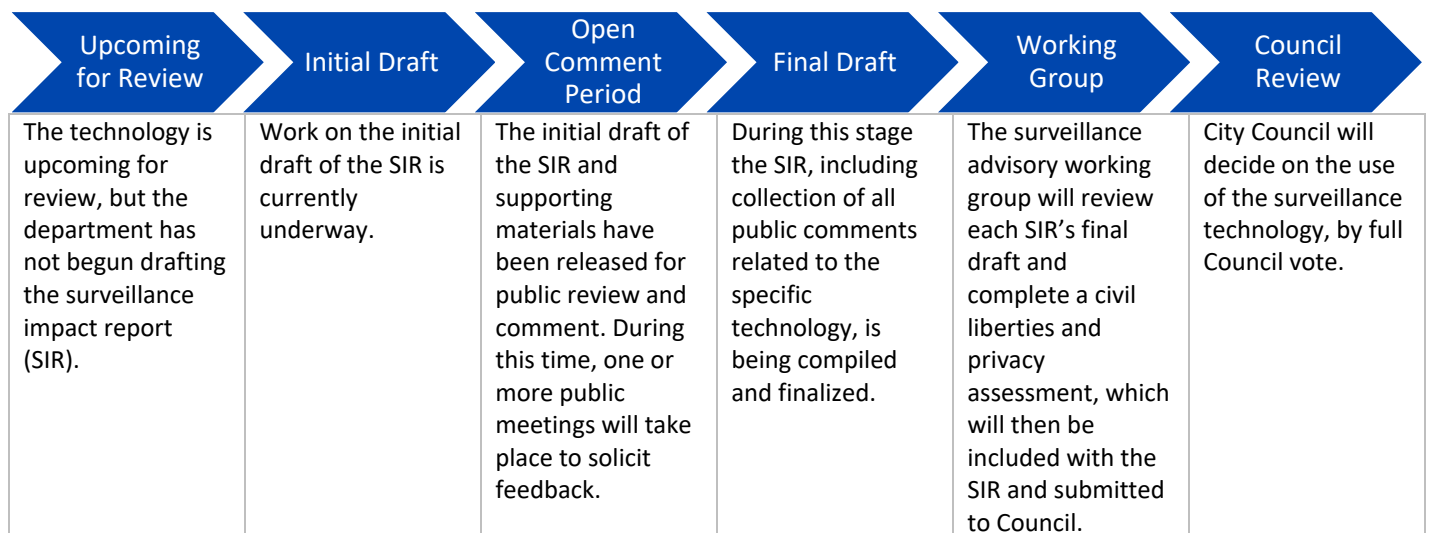 Upcoming
for Review
Initial Draft
Open
Comment
Period
Final Draft
Working
Group
Council
Review
The technology is
upcoming for
review, but the
department has
not begun drafting
the surveillance
impact report
(SIR).
Work on the initial
draft of the SIR is
currently
underway.
The initial draft of
the SIR and
supporting
materials have
been released for
public review and
comment. During
this time, one or
more public
meetings will take
place to solicit
feedback.
During this stage
the SIR, including
collection of all
public comments
related to the
specific
technology, is
being compiled
and finalized.
The surveillance
advisory working
group will review
each SIR’s final
draft and
complete a civil
liberties and
privacy
assessment, which
will then be
included with the
SIR and submitted
to Council.
City Council will
decide on the use
of the surveillance
technology, by full
Council vote.